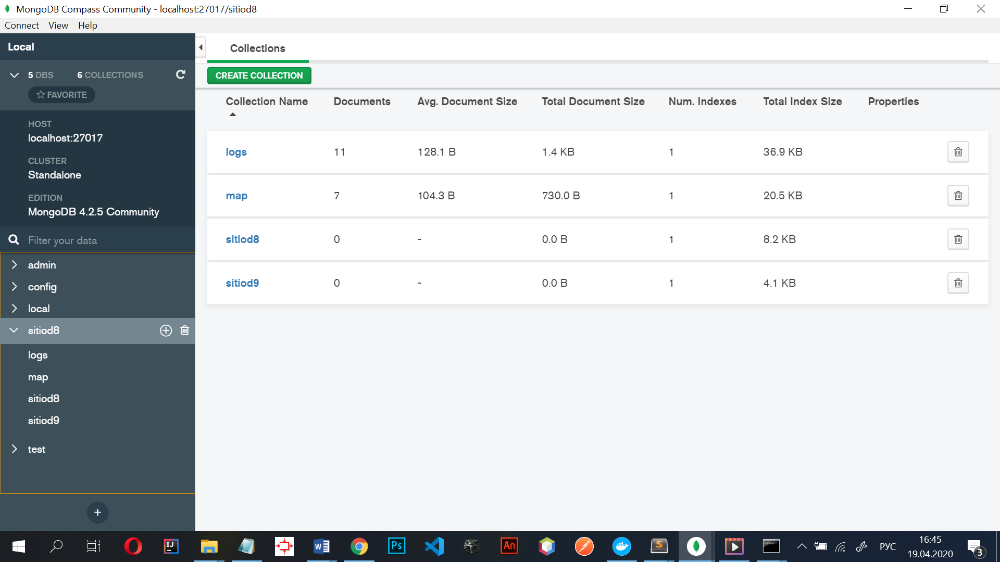 MongoDB Compass Community - localhost:27017/sitiod8
Connect View Help
Local
5 DBS 6 COLLECTIONS
FAVORITE
HOST
localhost:27017
CLUSTER
Standalone
EDITION
MongoDB 4.2.5 Community
Filter your data
admin
config
local
sitiod8
logs
map
sitiod8
sitiod9
test
+
Collections
CREATE COLLECTION
Collection Name Documents Avg. Document Size Total Document Size Num. Indexes Total Index Size Properties
logs 11 128.1 B 1.4 KB 1 36.9 KB
map 7 104.3 B 730.0 B 1 20.5 KB
sitiod8 0 - 0.0 B 1 8.2 KB
sitiod9 0 - 0.0 B 1 4.1 KB
IJ W Ps An S C:\ РУС 16:45
19.04.2020 3